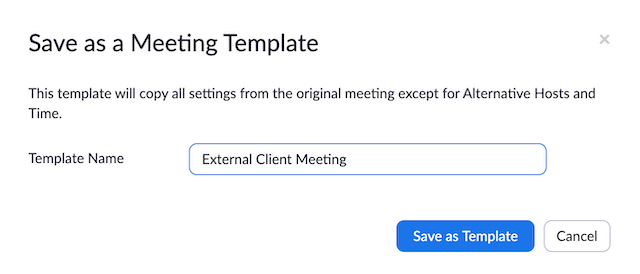 Save as a Meeting Template
×
This template will copy all settings from the original meeting except for Alternative Hosts and
Time.
Template Name
External Client Meeting
Save as Template
Cancel